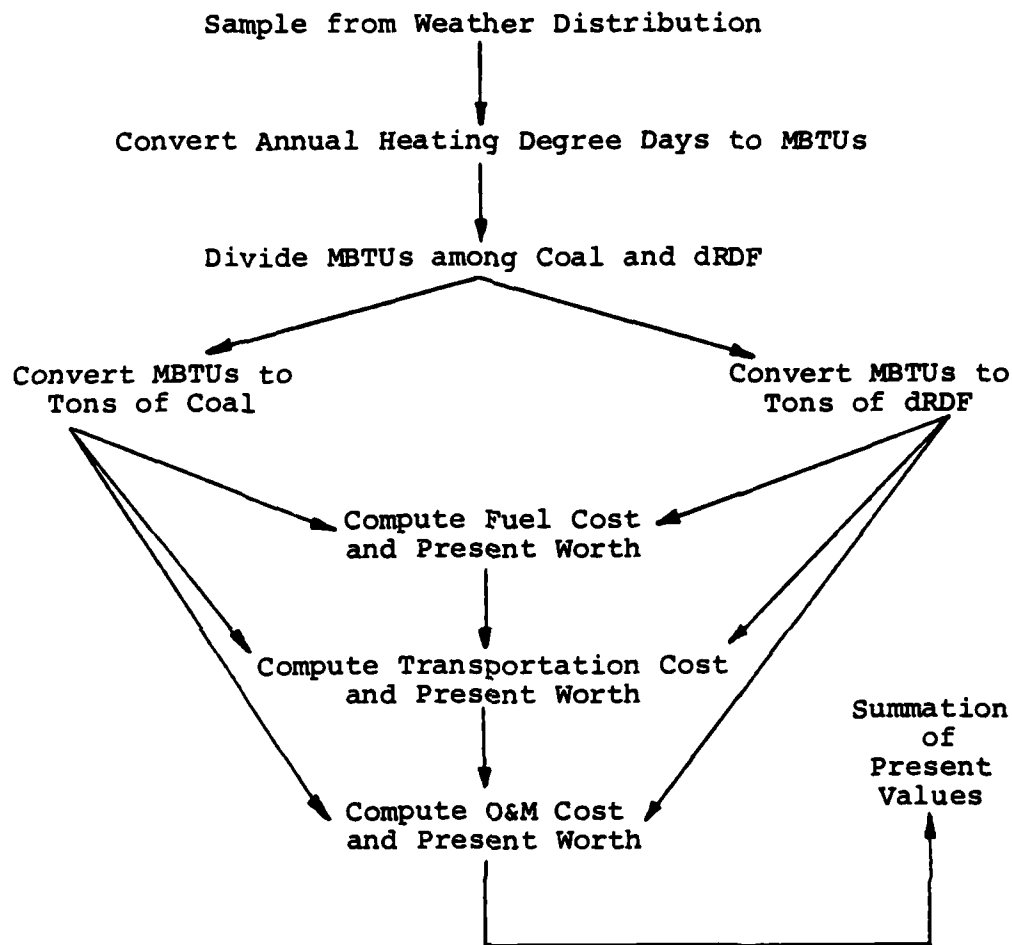 Sample from Weather Distribution
Convert Annual Heating Degree Days to MBTUs
Divide MBTUs among Coal and dRDF
Convert MBTUs to
Tons of Coal
Convert MBTUs to
Tons of dRDF
Compute Fuel Cost
and Present Worth
Compute Transportation Cost
and Present Worth
Summation
of
Present
Values
Compute O&M Cost
and Present Worth